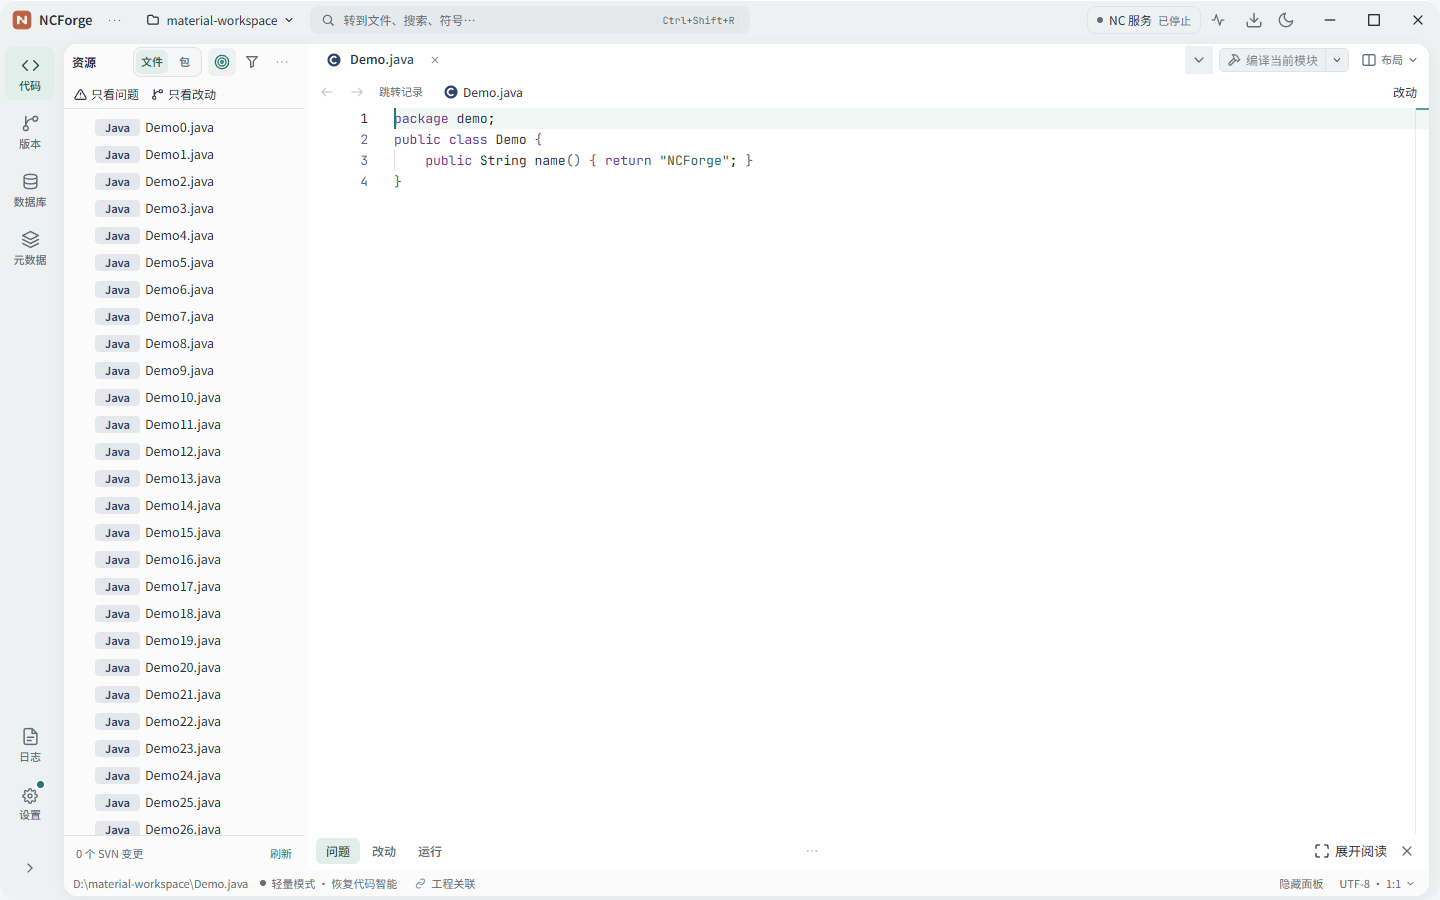 NCForge ··· material-workspace 转到文件、搜索、符号··· Ctrl+Shift+R NC 服务 已停止
代码
版本
数据库
元数据
日志
设置
资源 文件 包 ···
只看问题 只看改动
Java Demo0.java
Java Demo1.java
Java Demo2.java
Java Demo3.java
Java Demo4.java
Java Demo5.java
Java Demo6.java
Java Demo7.java
Java Demo8.java
Java Demo9.java
Java Demo10.java
Java Demo11.java
Java Demo12.java
Java Demo13.java
Java Demo14.java
Java Demo15.java
Java Demo16.java
Java Demo17.java
Java Demo18.java
Java Demo19.java
Java Demo20.java
Java Demo21.java
Java Demo22.java
Java Demo23.java
Java Demo24.java
Java Demo25.java
Java Demo26.java
0 个 SVN 变更 刷新
Demo.java 编译当前模块 布局
跳转记录 Demo.java 改动
1 package demo;
2 public class Demo {
3     public String name() { return "NCForge"; }
4 }
问题 改动 运行 ··· 展开阅读
D:\material-workspace\Demo.java 轻量模式 · 恢复代码智能 工程关联 隐藏面板 UTF-8 · 1:1